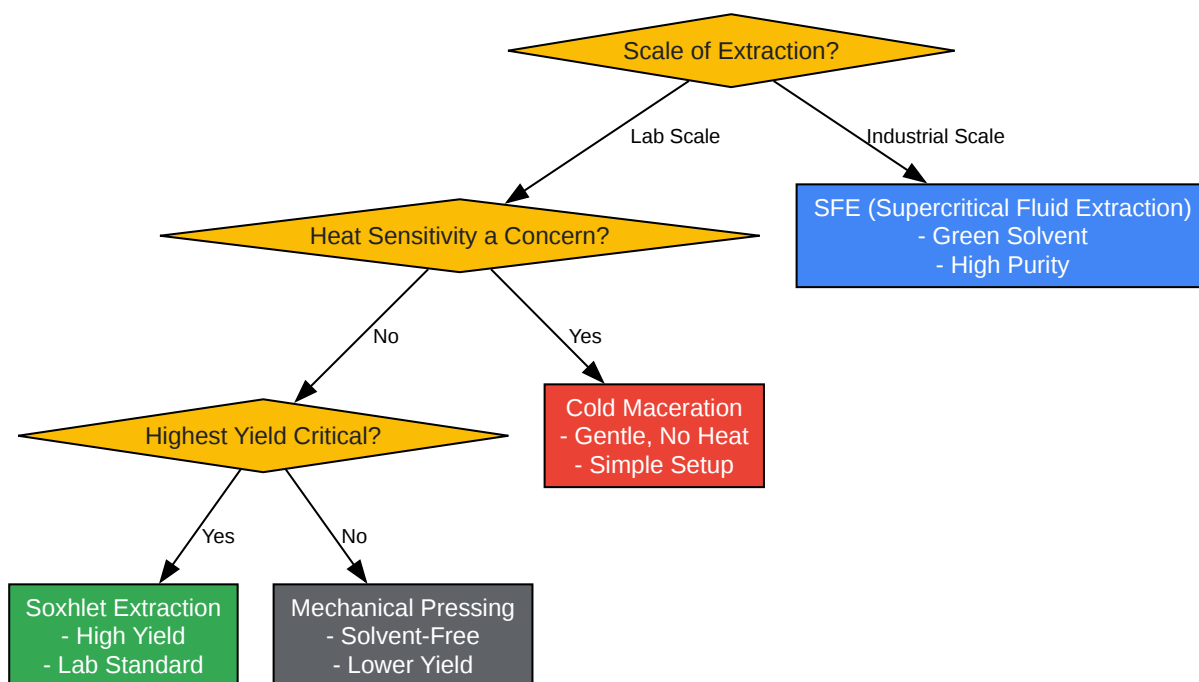 Scale of Extraction?
Lab Scale
Industrial Scale
SFE (Supercritical Fluid Extraction)
- Green Solvent
- High Purity
Heat Sensitivity a Concern?
No
Yes
Cold Maceration
- Gentle, No Heat
- Simple Setup
Highest Yield Critical?
Yes
No
Soxhlet Extraction
- High Yield
- Lab Standard
Mechanical Pressing
- Solvent-Free
- Lower Yield